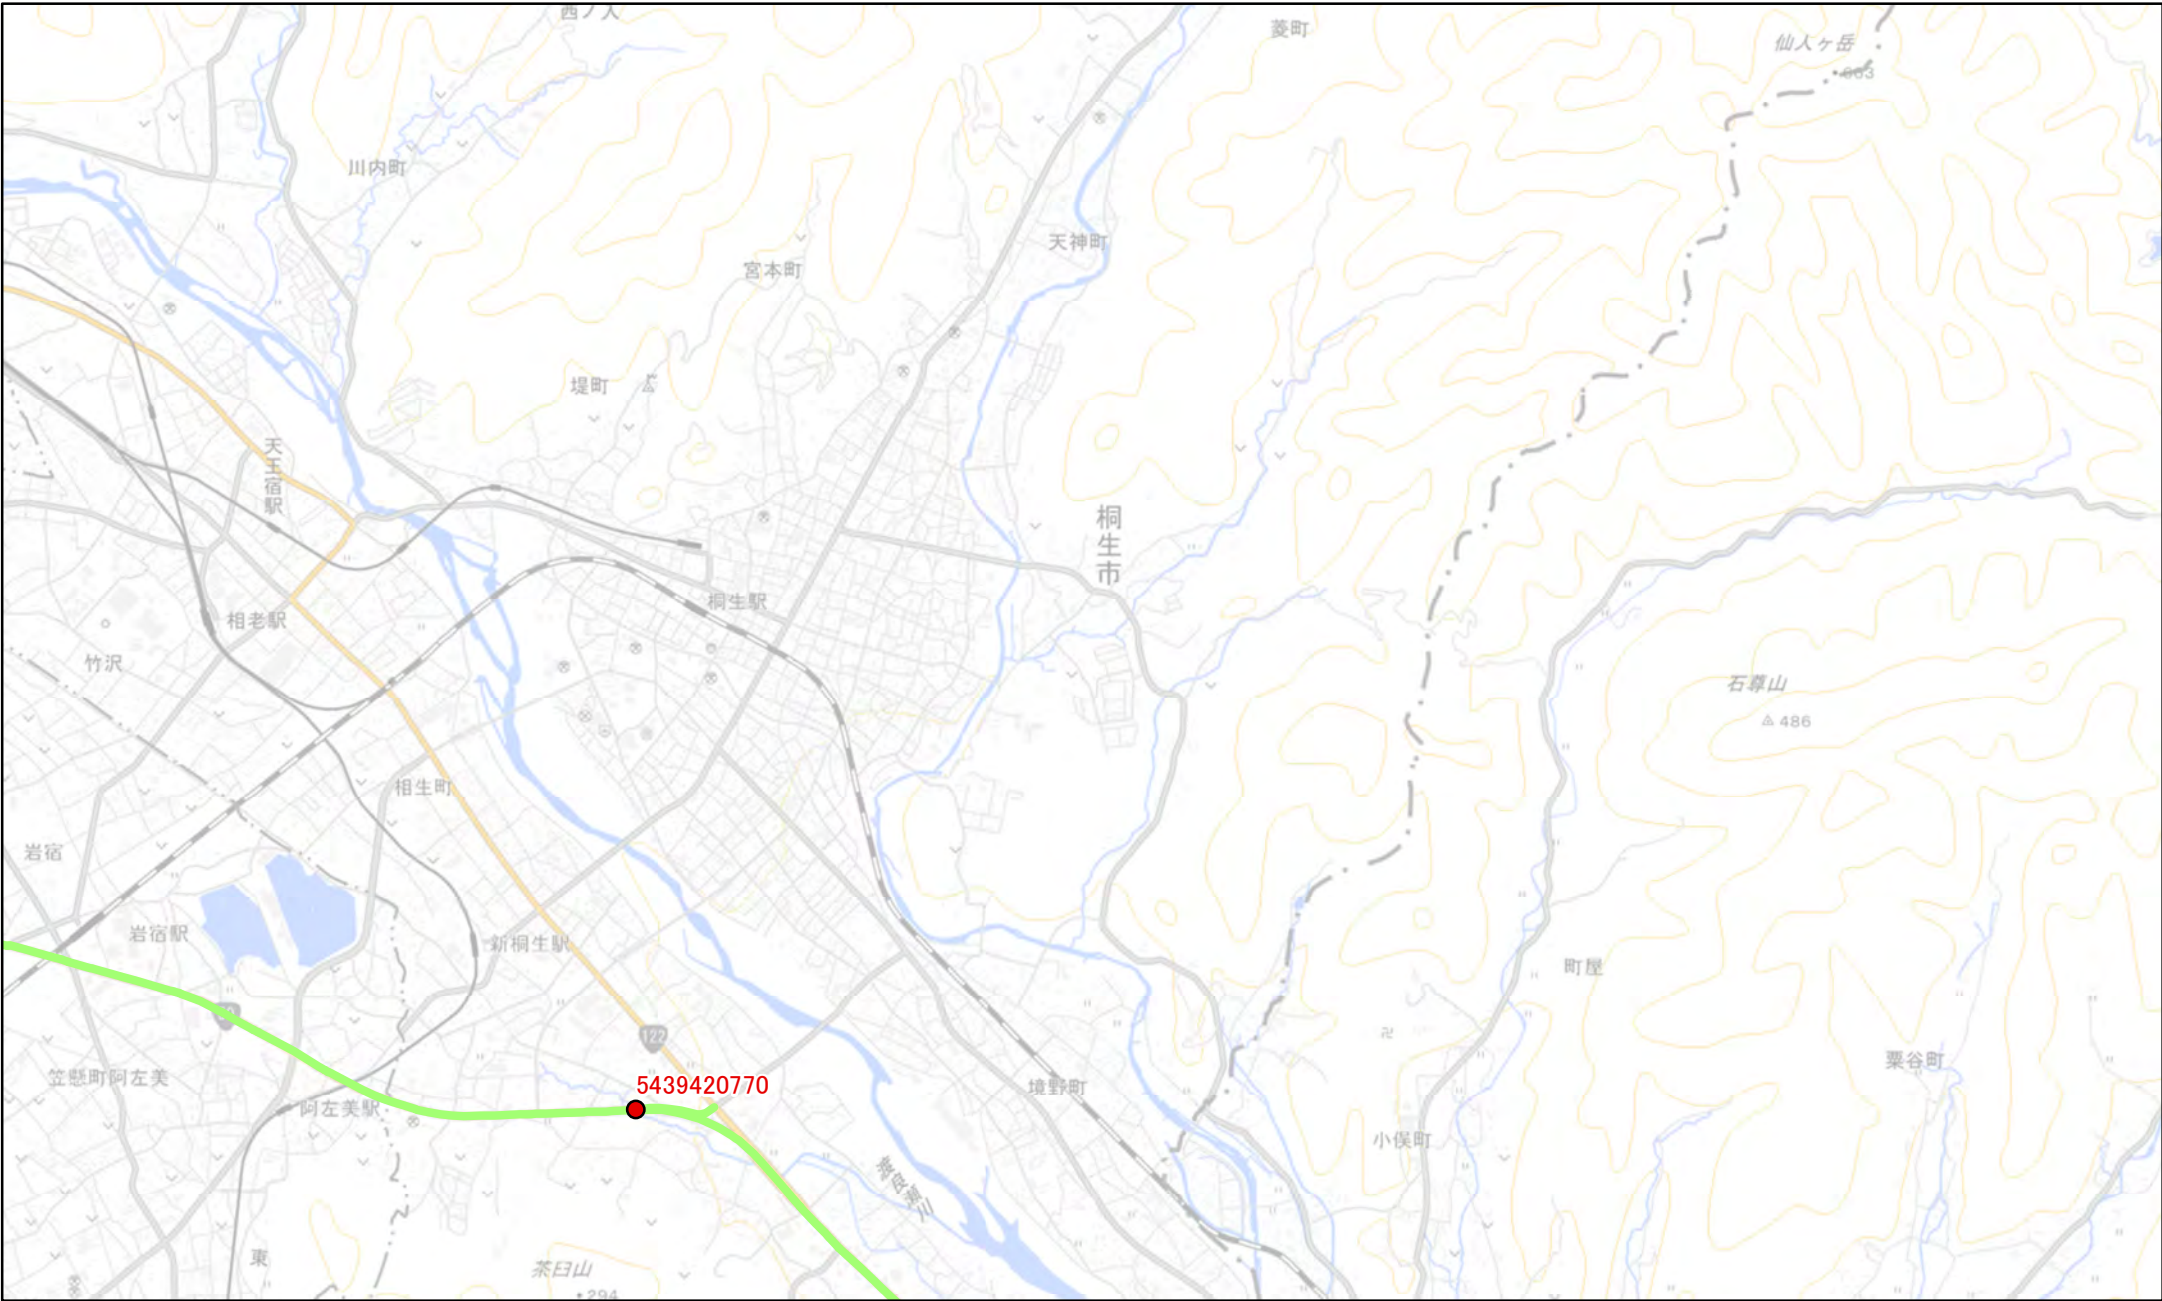 菱町
仙人ヶ岳
663
川内町
天神町
宮本町
堤町
天王宿駅
桐生市
桐生駅
相老駅
竹沢
石尊山
486
相生町
岩宿
岩宿駅
新桐生駅
町屋
50
122
笠懸町阿左美
5439420770
境野町
粟谷町
阿左美駅
小俣町
渡良瀬川
東
茶臼山
294